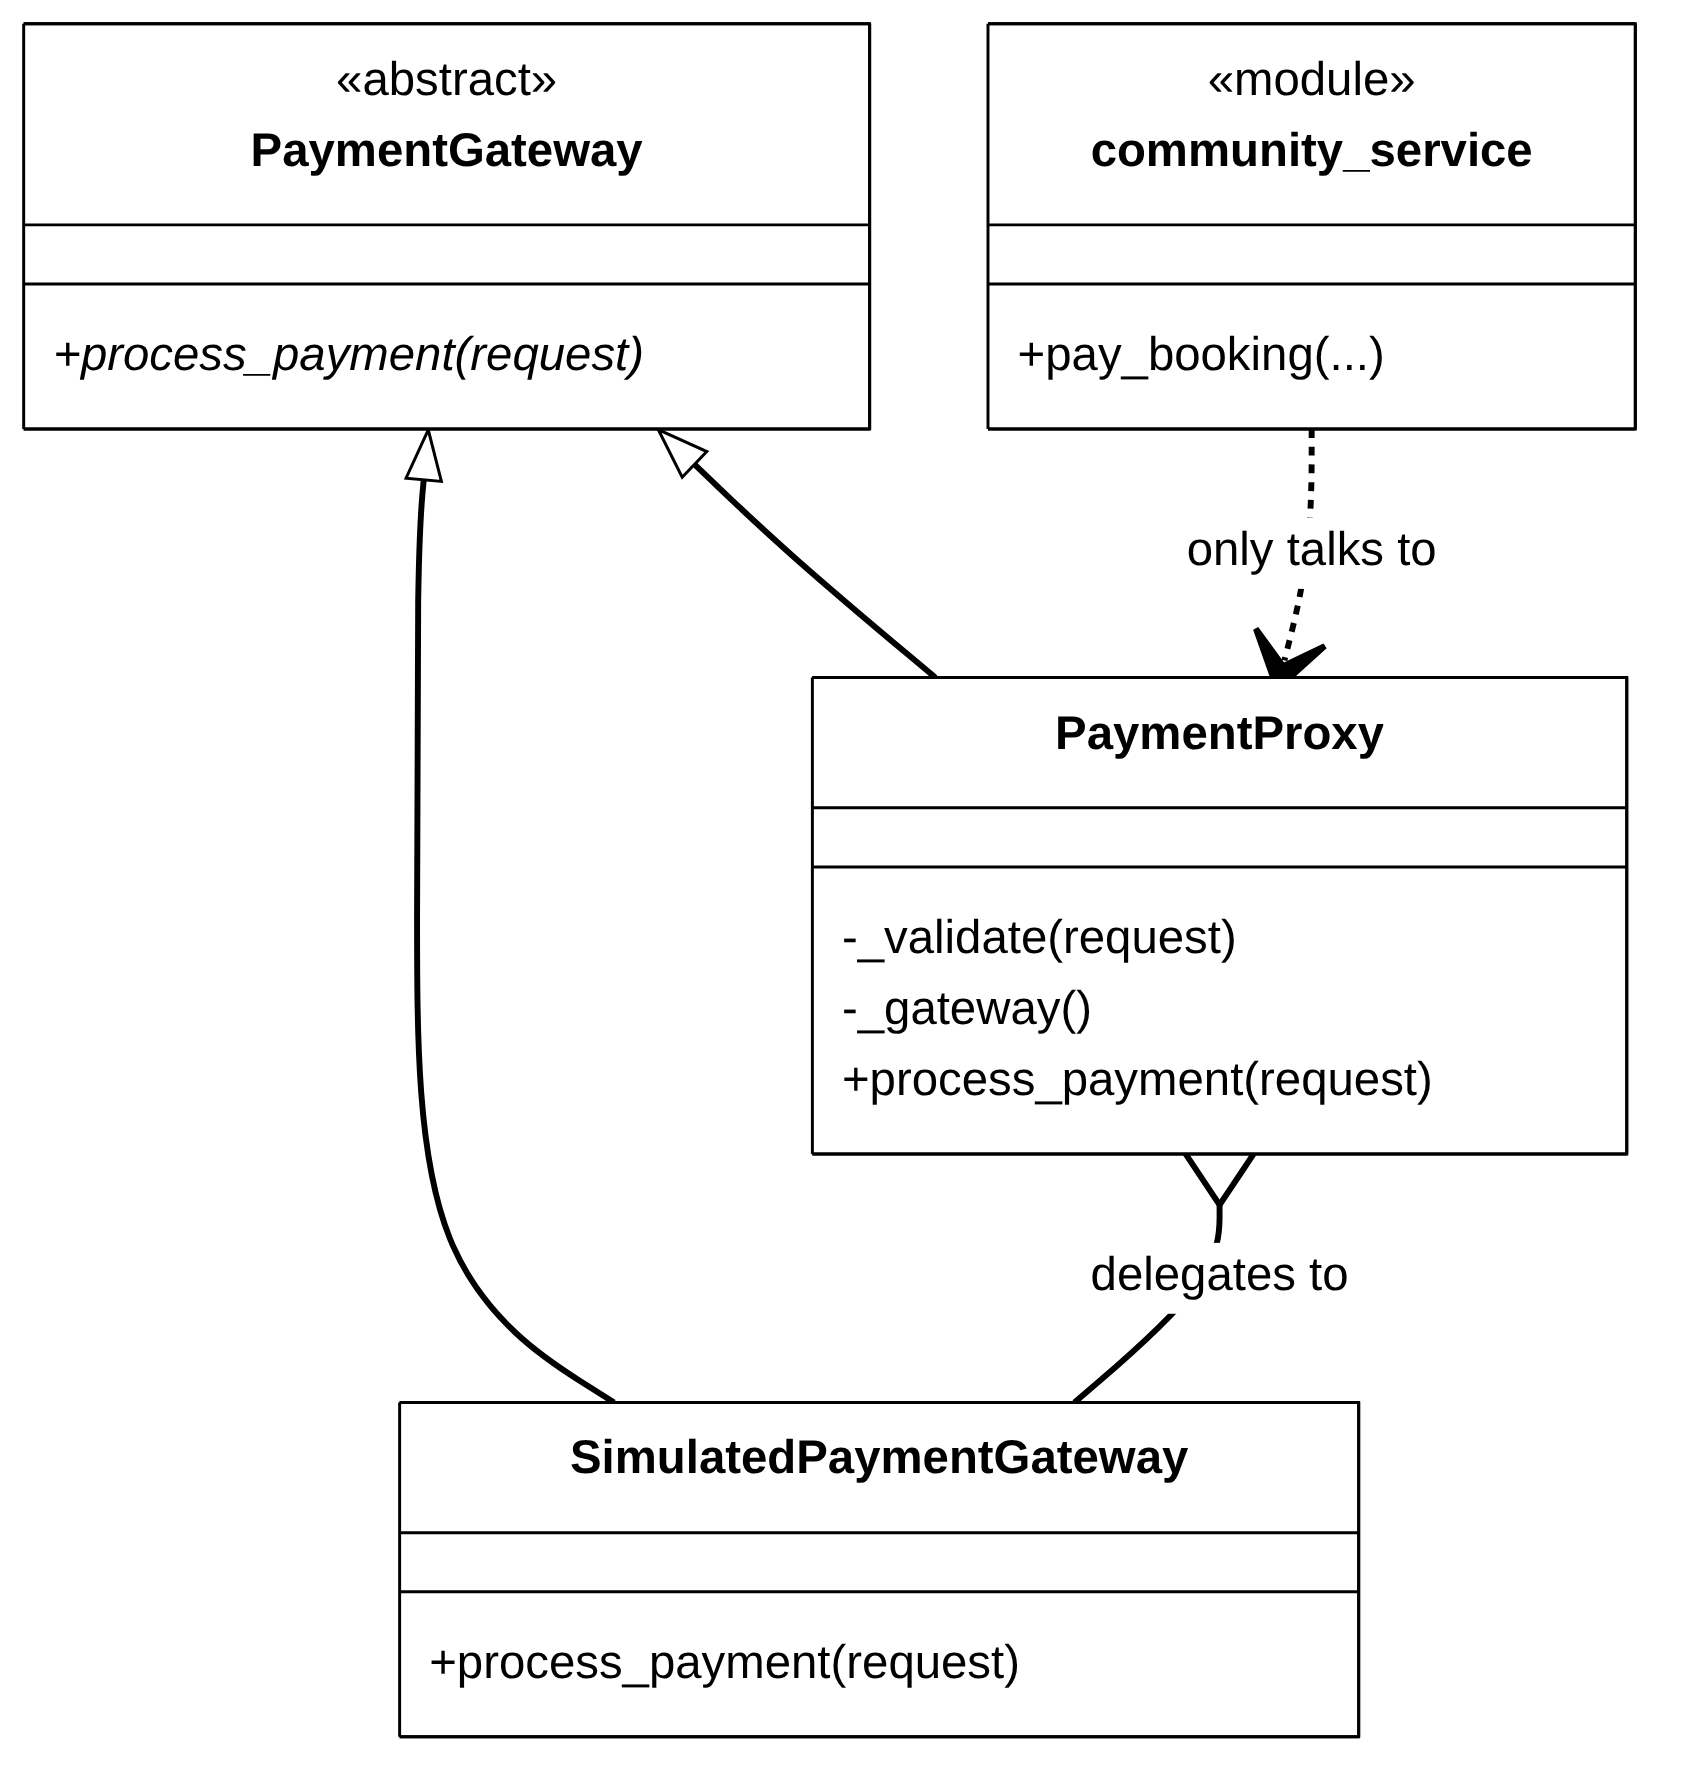 «abstract»
PaymentGateway
+process_payment(request)
«module»
community_service
+pay_booking(...)
only talks to
PaymentProxy
-_validate(request)
-_gateway()
+process_payment(request)
delegates to
SimulatedPaymentGateway
+process_payment(request)